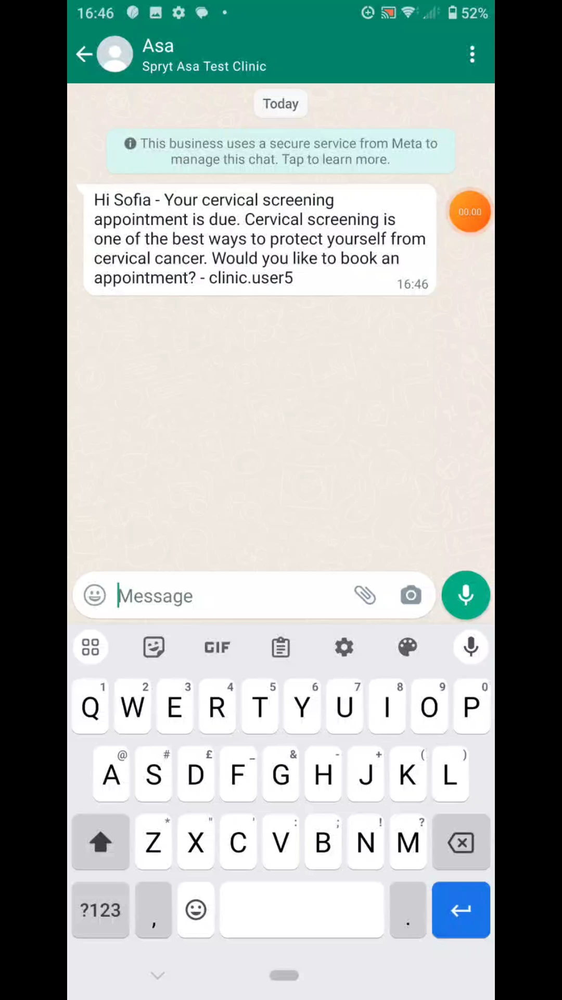 16:46 52%
Asa
Spryt Asa Test Clinic
Today
This business uses a secure service from Meta to
manage this chat. Tap to learn more.
Hi Sofia - Your cervical screening
appointment is due. Cervical screening is
one of the best ways to protect yourself from
cervical cancer. Would you like to book an
appointment? - clinic.user5
16:46
00:00
Message
GIF
1 2 3 4 5 6 7 8 9 0
Q W E R T Y U I O P
@ # £ _ & - + ( )
A S D F G H J K L
* " ' : ; ! ?
Z X C V B N M
?123 , .